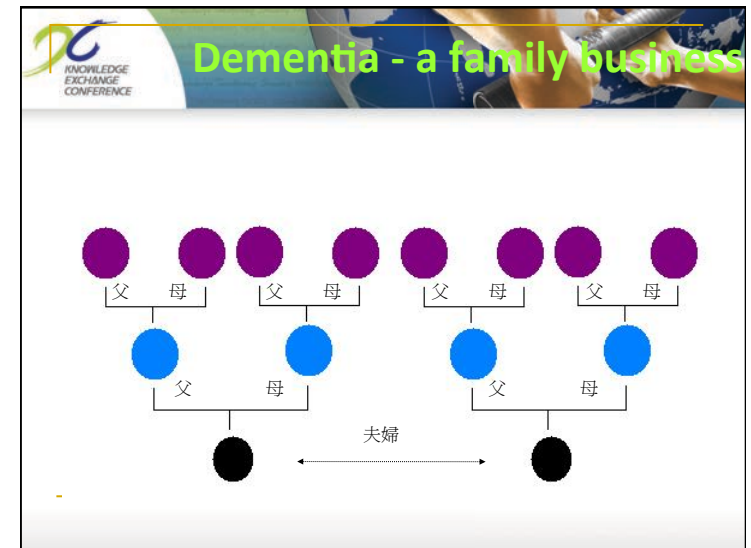 KNOWLEDGE
EXCHANGE
CONFERENCE
Dementia - a family business
父 母 父 母 父 母 父 母
父 母 父 母
夫婦